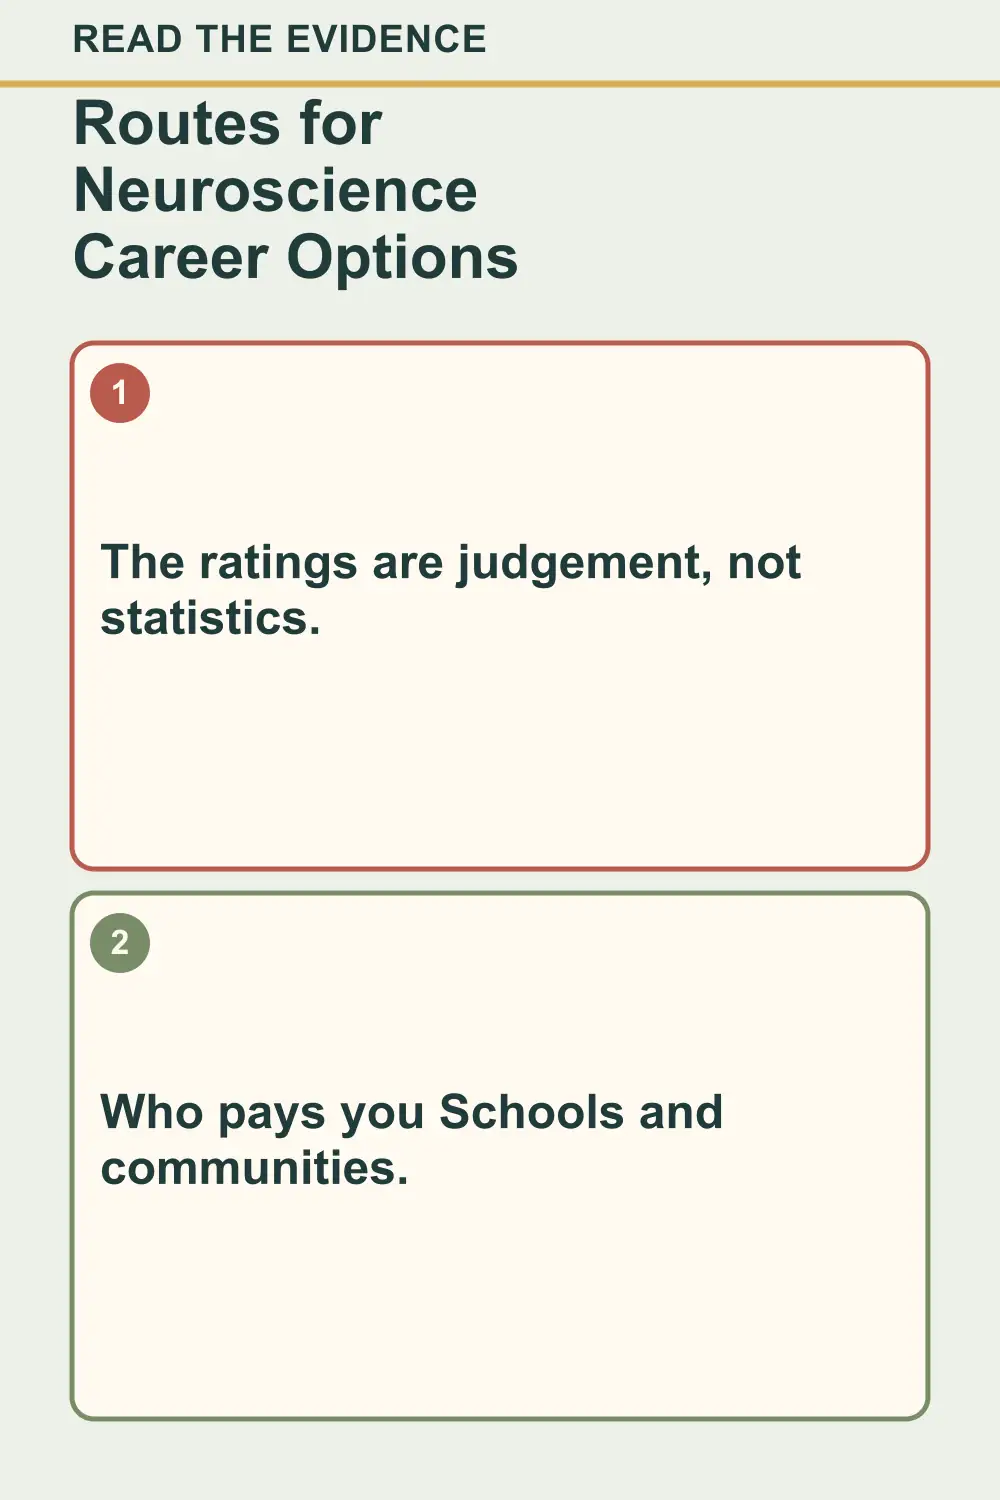 READ THE EVIDENCE
Routes for
Neuroscience
Career Options
1
The ratings are judgement, not
statistics.
2
Who pays you Schools and
communities.